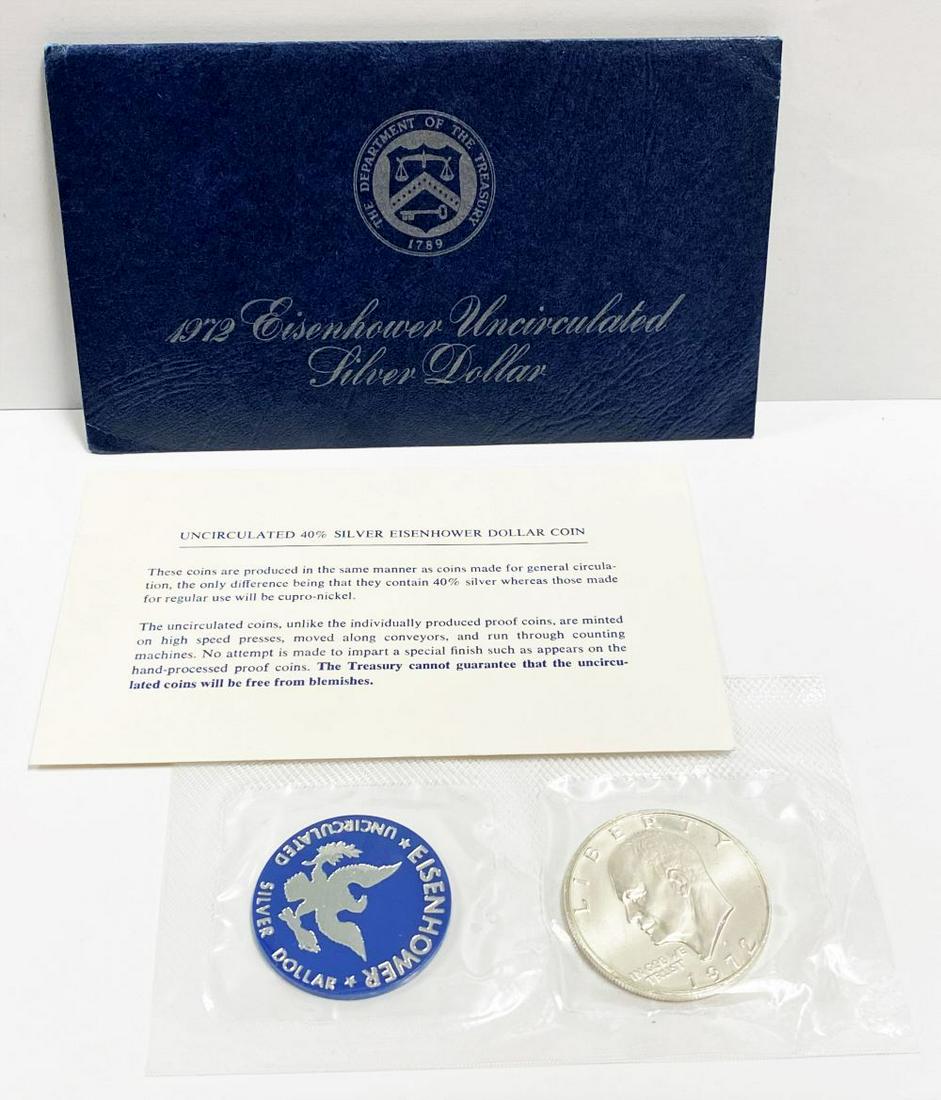 THE DEPARTMENT OF THE TREASURY
1789
1972 Eisenhower Uncirculated
Silver Dollar
UNCIRCULATED 40% SILVER EISENHOWER DOLLAR COIN
These coins are produced in the same manner as coins made for general circula-
tion, the only difference being that they contain 40% silver whereas those made
for regular use will be cupro-nickel.
The uncirculated coins, unlike the individually produced proof coins, are minted
on high speed presses, moved along conveyors, and run through counting
machines. No attempt is made to impart a special finish such as appears on the
hand-processed proof coins. The Treasury cannot guarantee that the uncircu-
lated coins will be free from blemishes.
EISENHOWER
UNCIRCULATED SILVER DOLLAR
LIBERTY
IN GOD WE
TRUST
1972